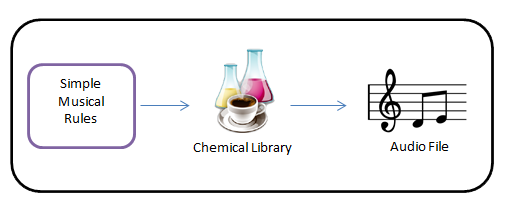 Simple
Musical
Rules
Chemical Library
Audio File